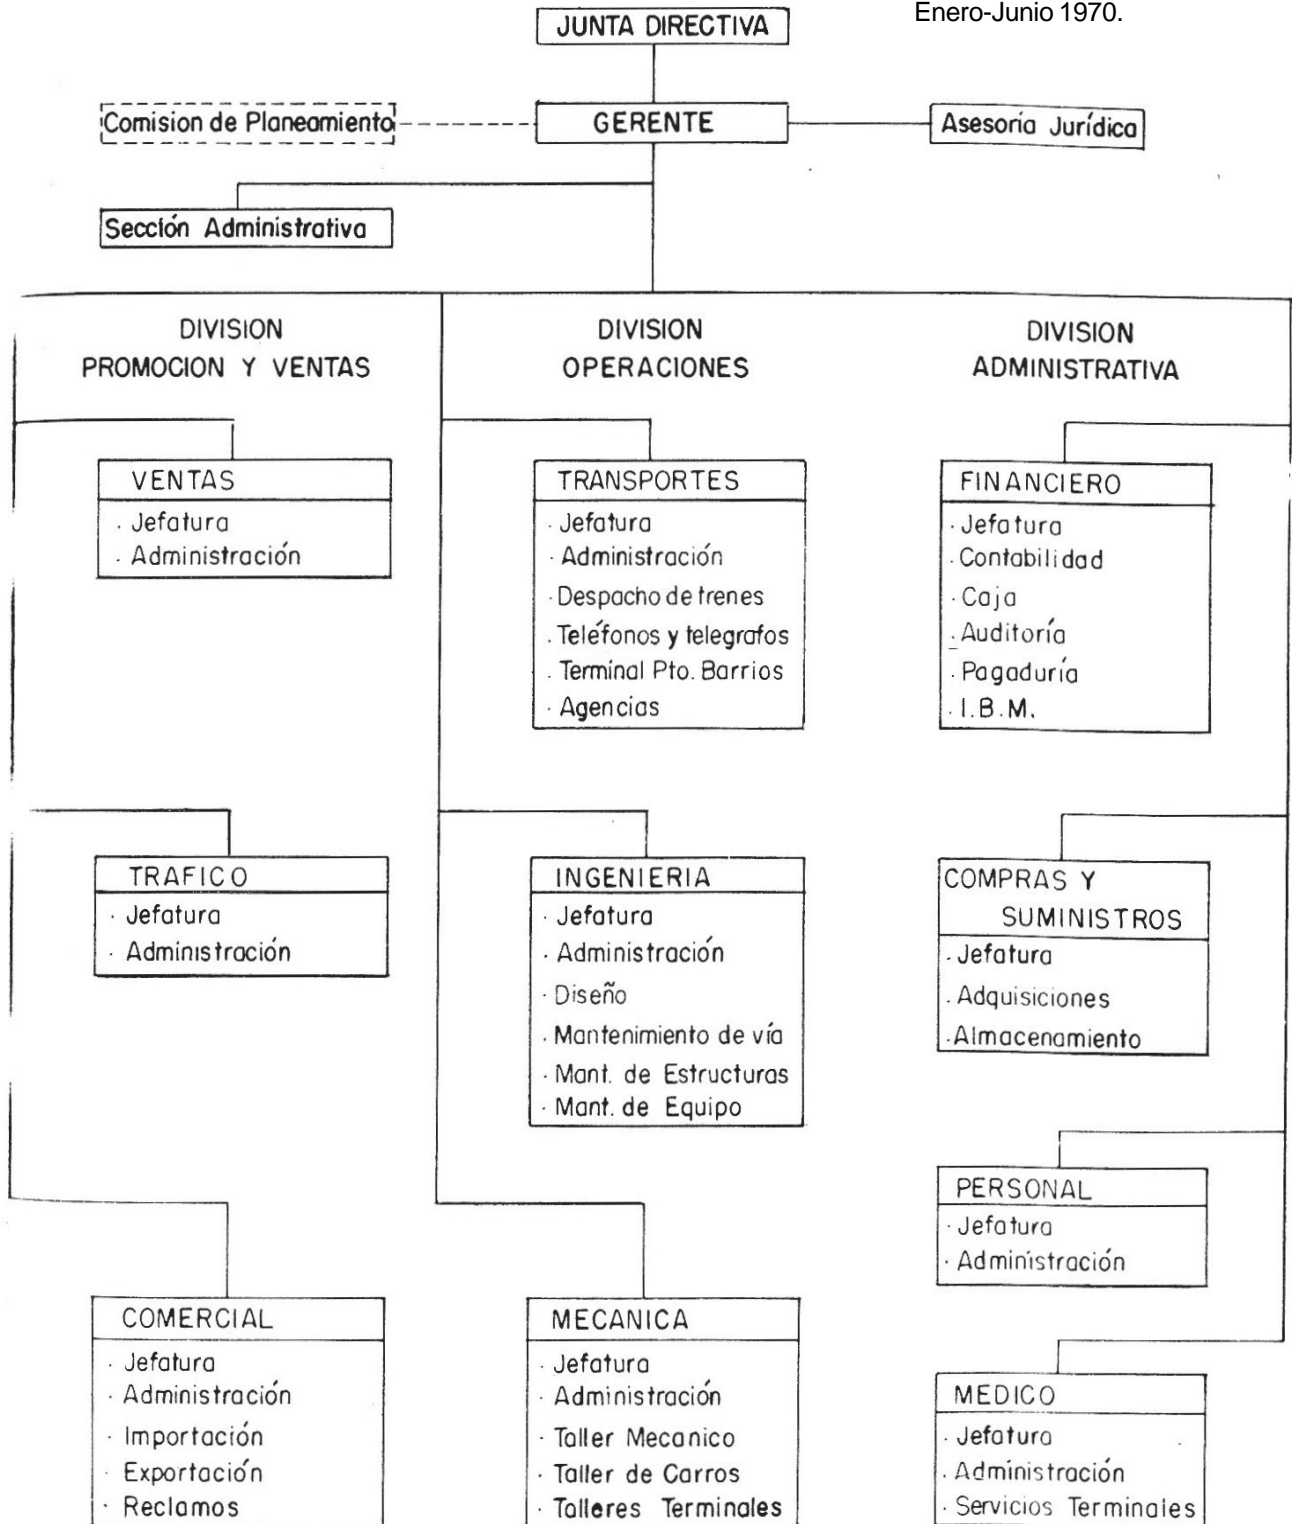 Enero-Junio 1970.
JUNTA DIRECTIVA
Comision de Planeamiento
GERENTE
Asesoría Jurídica
Sección Administrativa
DIVISION
PROMOCION Y VENTAS
DIVISION
OPERACIONES
DIVISION
ADMINISTRATIVA
VENTAS
. Jefatura
. Administración
TRANSPORTES
. Jefatura
. Administración
. Despacho de trenes
. Teléfonos y telegrafos
. Terminal Pto. Barrios
. Agencias
FINANCIERO
. Jefatura
. Contabilidad
. Caja
. Auditoría
. Pagaduría
. I.B.M.
TRAFICO
. Jefatura
. Administración
INGENIERIA
. Jefatura
. Administración
. Diseño
. Mantenimiento de vía
. Mant. de Estructuras
. Mant. de Equipo
COMPRAS Y
SUMINISTROS
. Jefatura
. Adquisiciones
. Almacenamiento
PERSONAL
. Jefatura
. Administración
COMERCIAL
. Jefatura
. Administración
. Importación
. Exportación
. Reclamos
MECANICA
. Jefatura
. Administración
. Taller Mecanico
. Taller de Carros
. Talleres Terminales
MEDICO
. Jefatura
. Administración
. Servicios Terminales